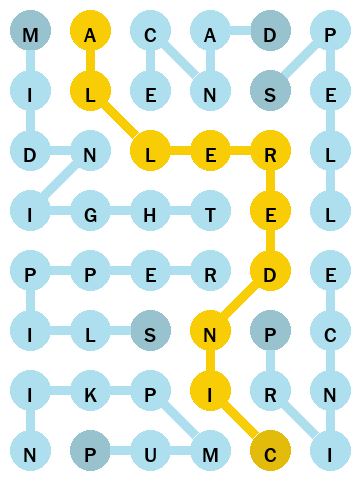 M A C A D P
I L E N S E
D N L E R L
I G H T E L
P P E R D E
I L S N P C
I K P I R N
N P U M C I